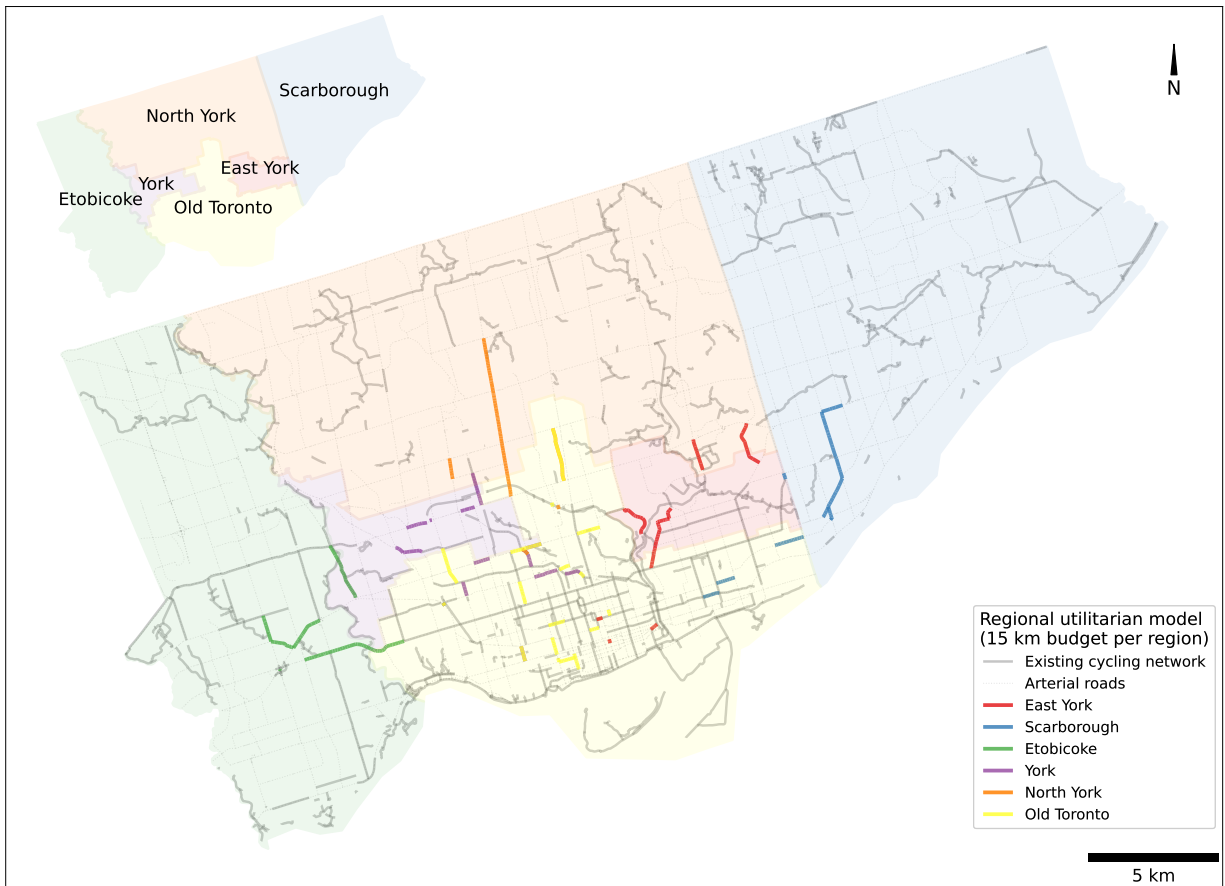 Scarborough
North York
East York
York
Etobicoke
Old Toronto
N
Regional utilitarian model
(15 km budget per region)
Existing cycling network
Arterial roads
East York
Scarborough
Etobicoke
York
North York
Old Toronto
5 km